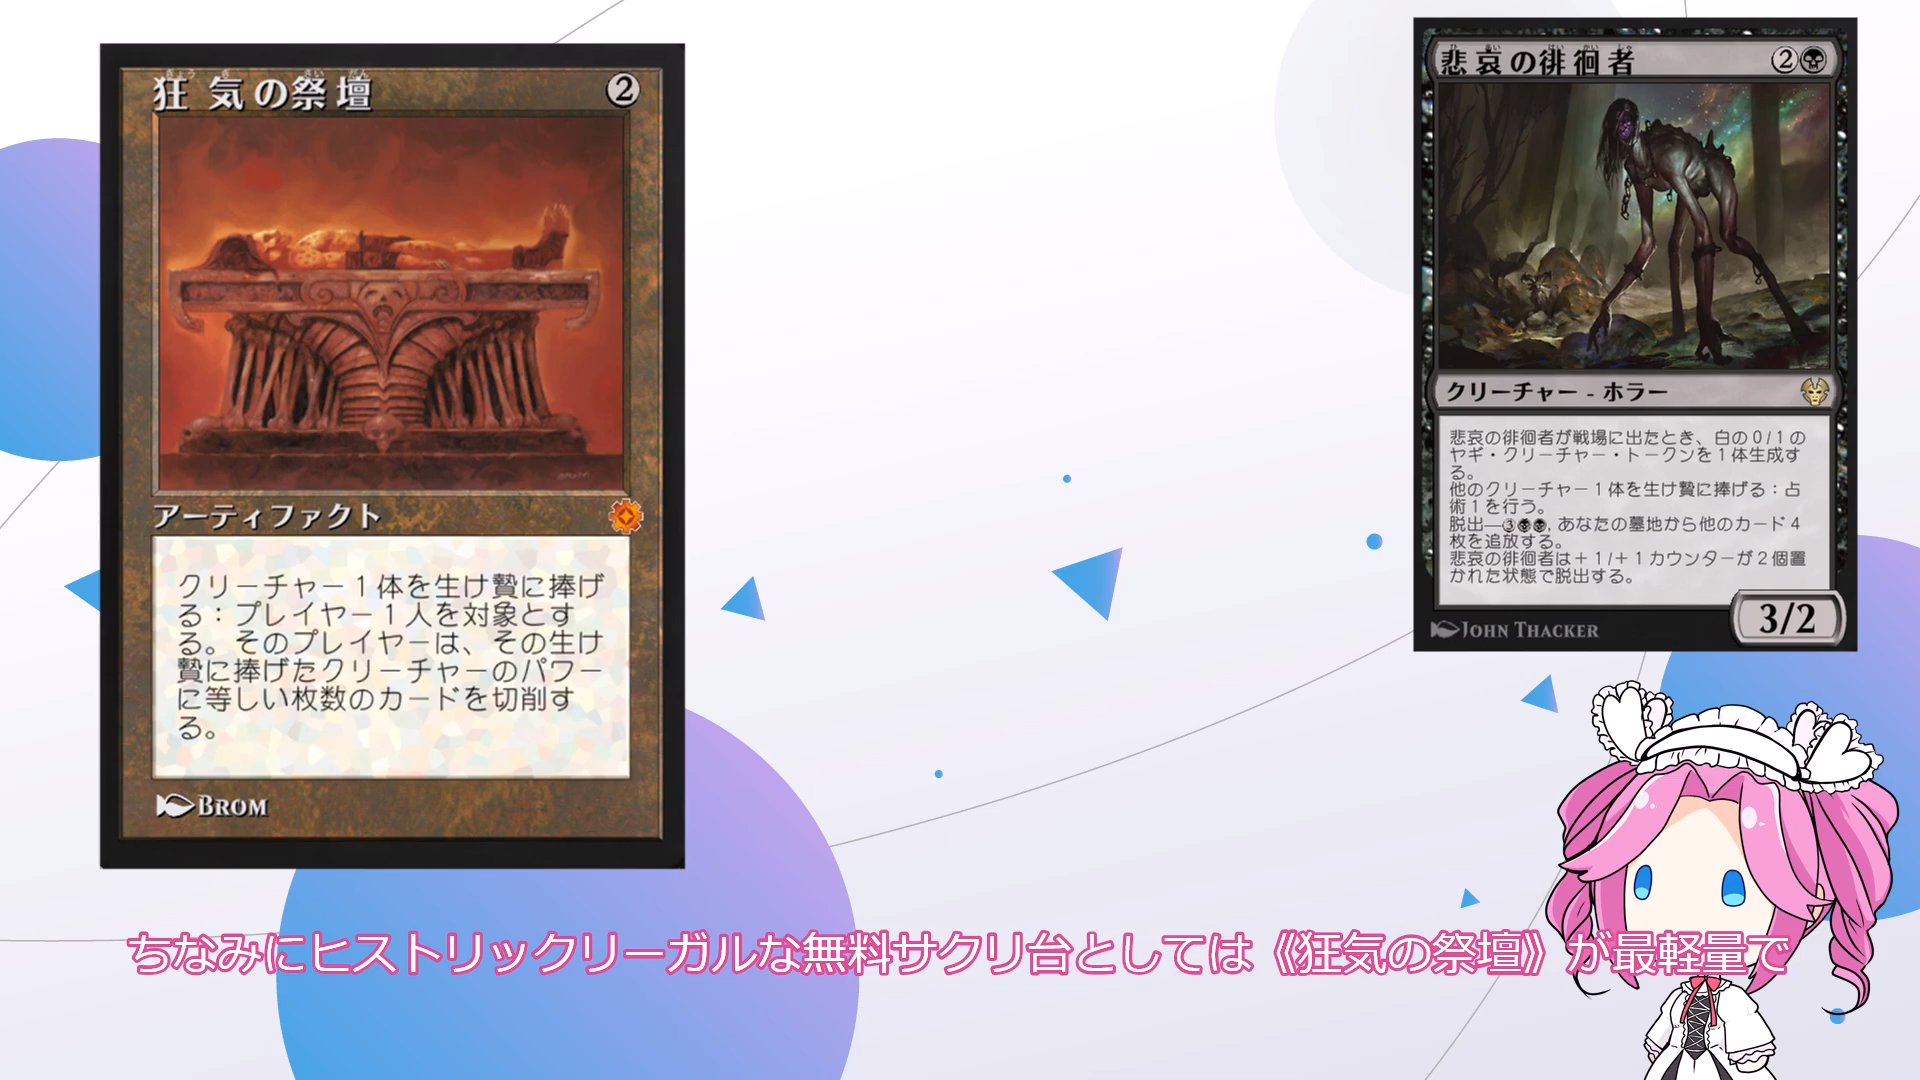 狂気の祭壇
2
アーティファクト
クリーチャー1体を生け贄に捧げ
る：プレイヤー1人を対象とす
る。そのプレイヤーは、その生け
贄に捧げたクリーチャーのパワー
に等しい枚数のカードを切削す
る。
BROM
悲哀の徘徊者
2
クリーチャー - ホラー
悲哀の徘徊者が戦場に出たとき、白の0/1の
ヤギ・クリーチャー・トークンを1体生成す
る。
他のクリーチャー1体を生け贄に捧げる：占
術1を行う。
脱出―3, あなたの墓地から他のカード4
枚を追放する。
悲哀の徘徊者は＋1/＋1カウンターが2個置
かれた状態で脱出する。
3/2
JOHN THACKER
ちなみにヒストリックリーガルな無料サクリ台としては《狂気の祭壇》が最軽量で